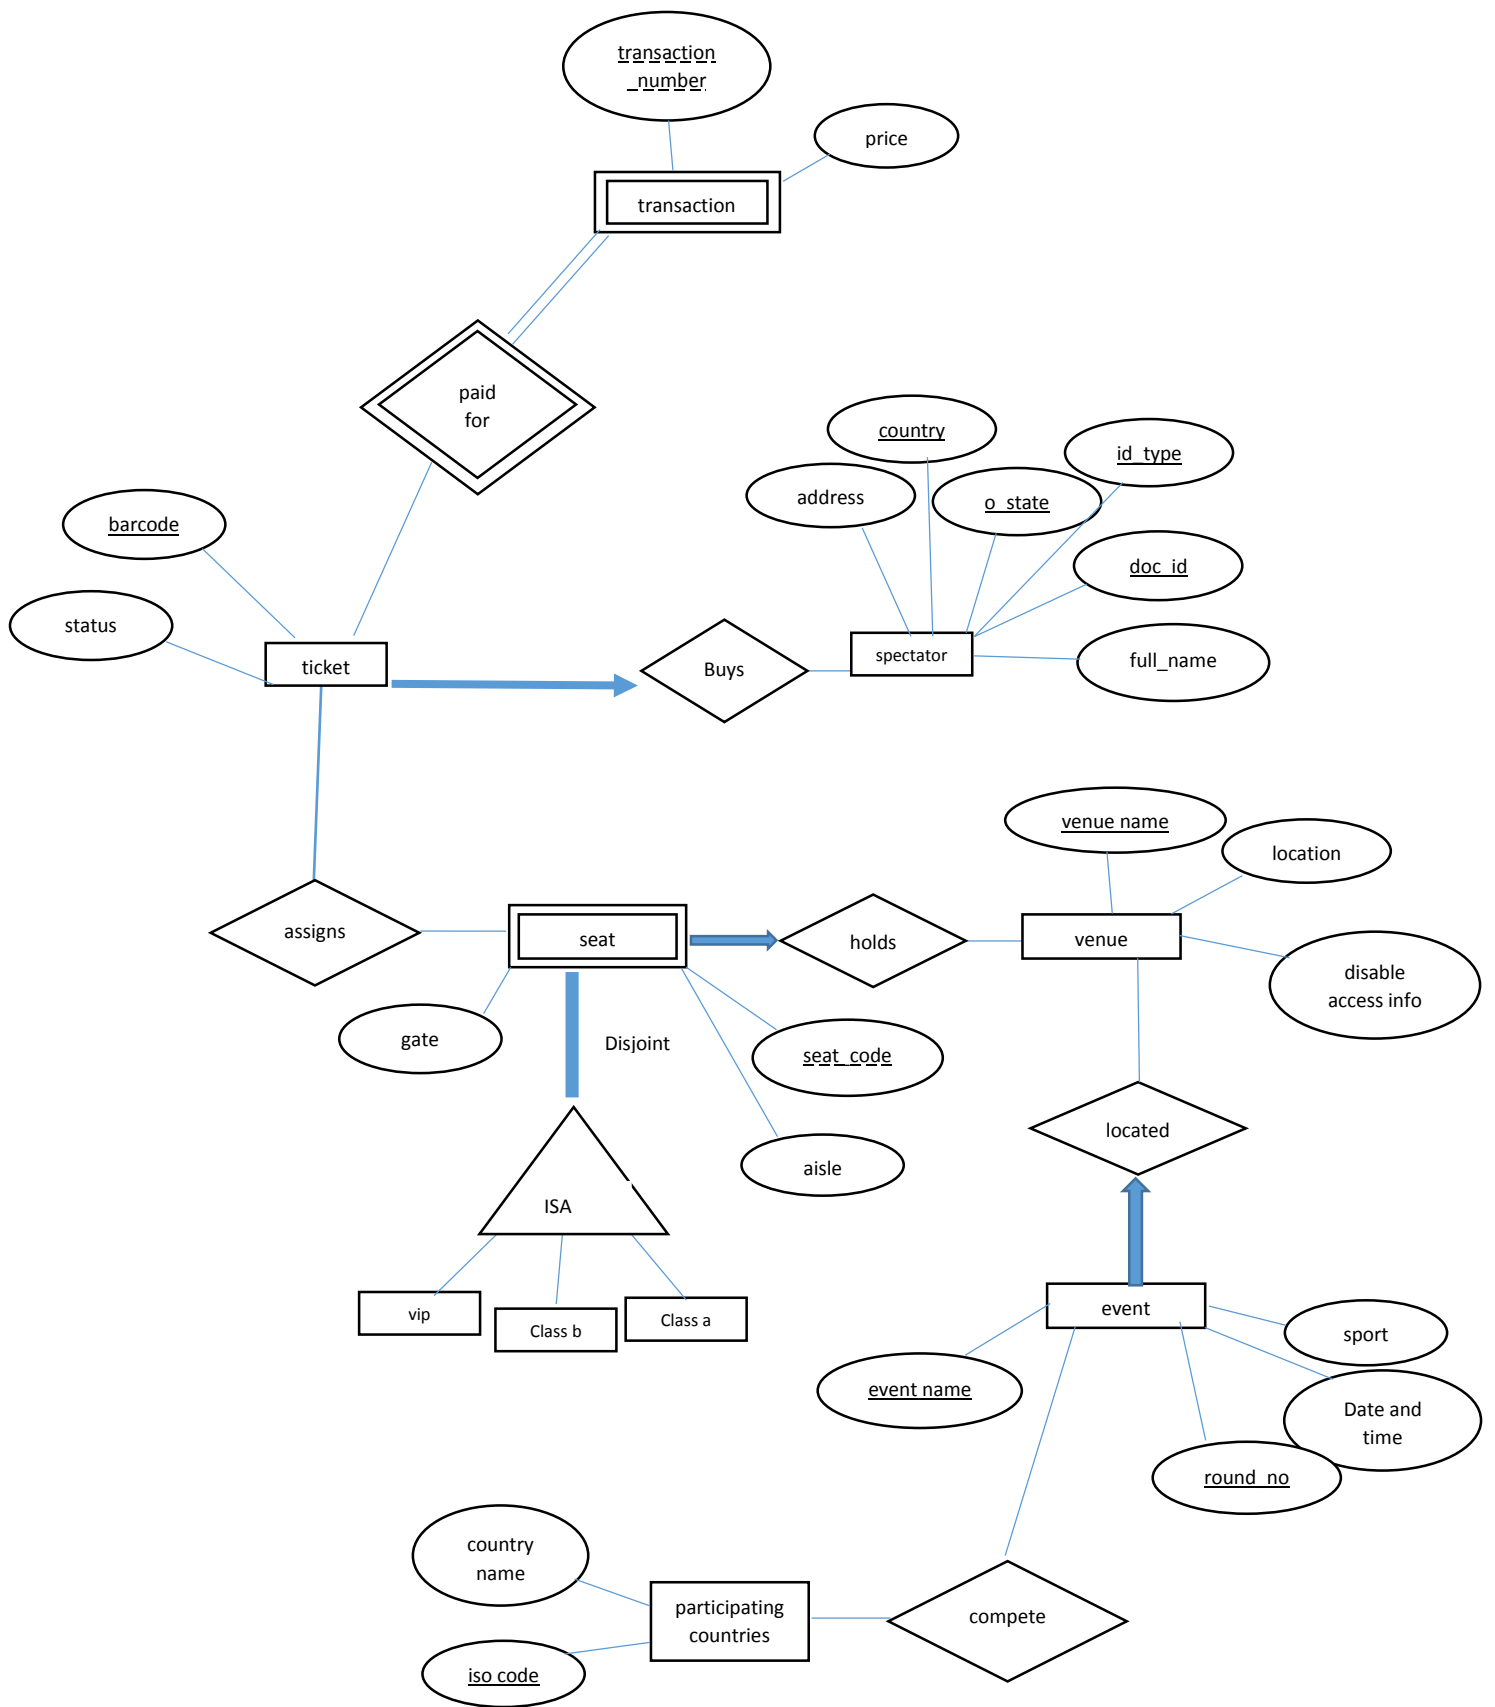 transaction
_number
price
transaction
paid
for
country
id_type
address
o_state
barcode
doc_id
status
full_name
ticket
Buys
spectator
venue name
location
assigns
seat
holds
venue
disable
access info
gate
Disjoint
seat_code
located
aisle
ISA
vip
Class b
Class a
event
sport
event name
Date and
time
round_no
country
name
participating
countries
compete
iso code